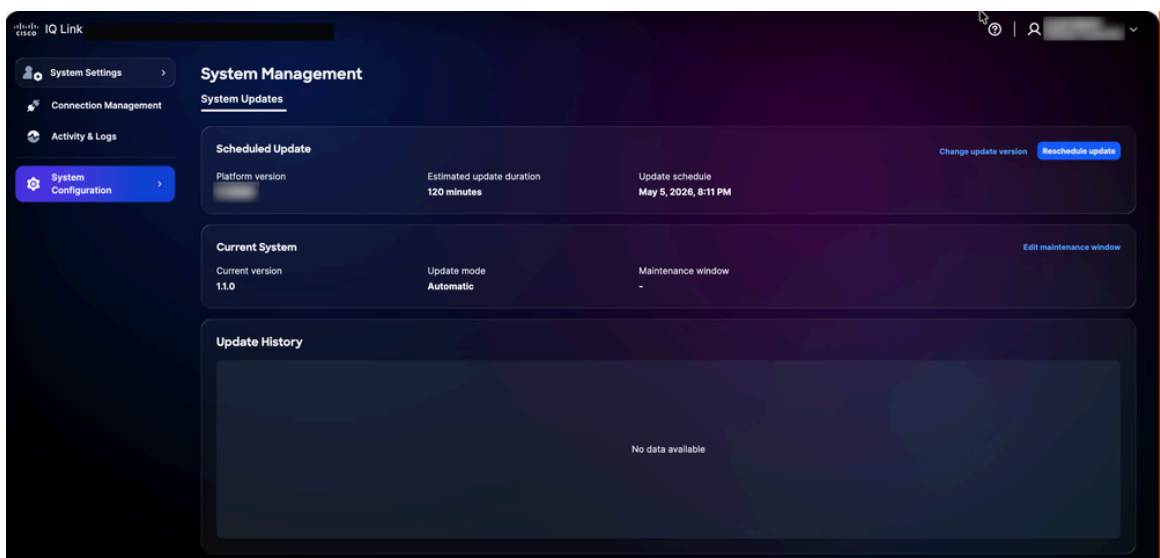 cisco IQ Link
System Settings
Connection Management
Activity & Logs
System
Configuration
System Management
System Updates
Scheduled Update
Change update version Reschedule update
Platform version Estimated update duration Update schedule
120 minutes May 5, 2026, 8:11 PM
Current System
Edit maintenance window
Current version Update mode Maintenance window
1.1.0 Automatic -
Update History
No data available